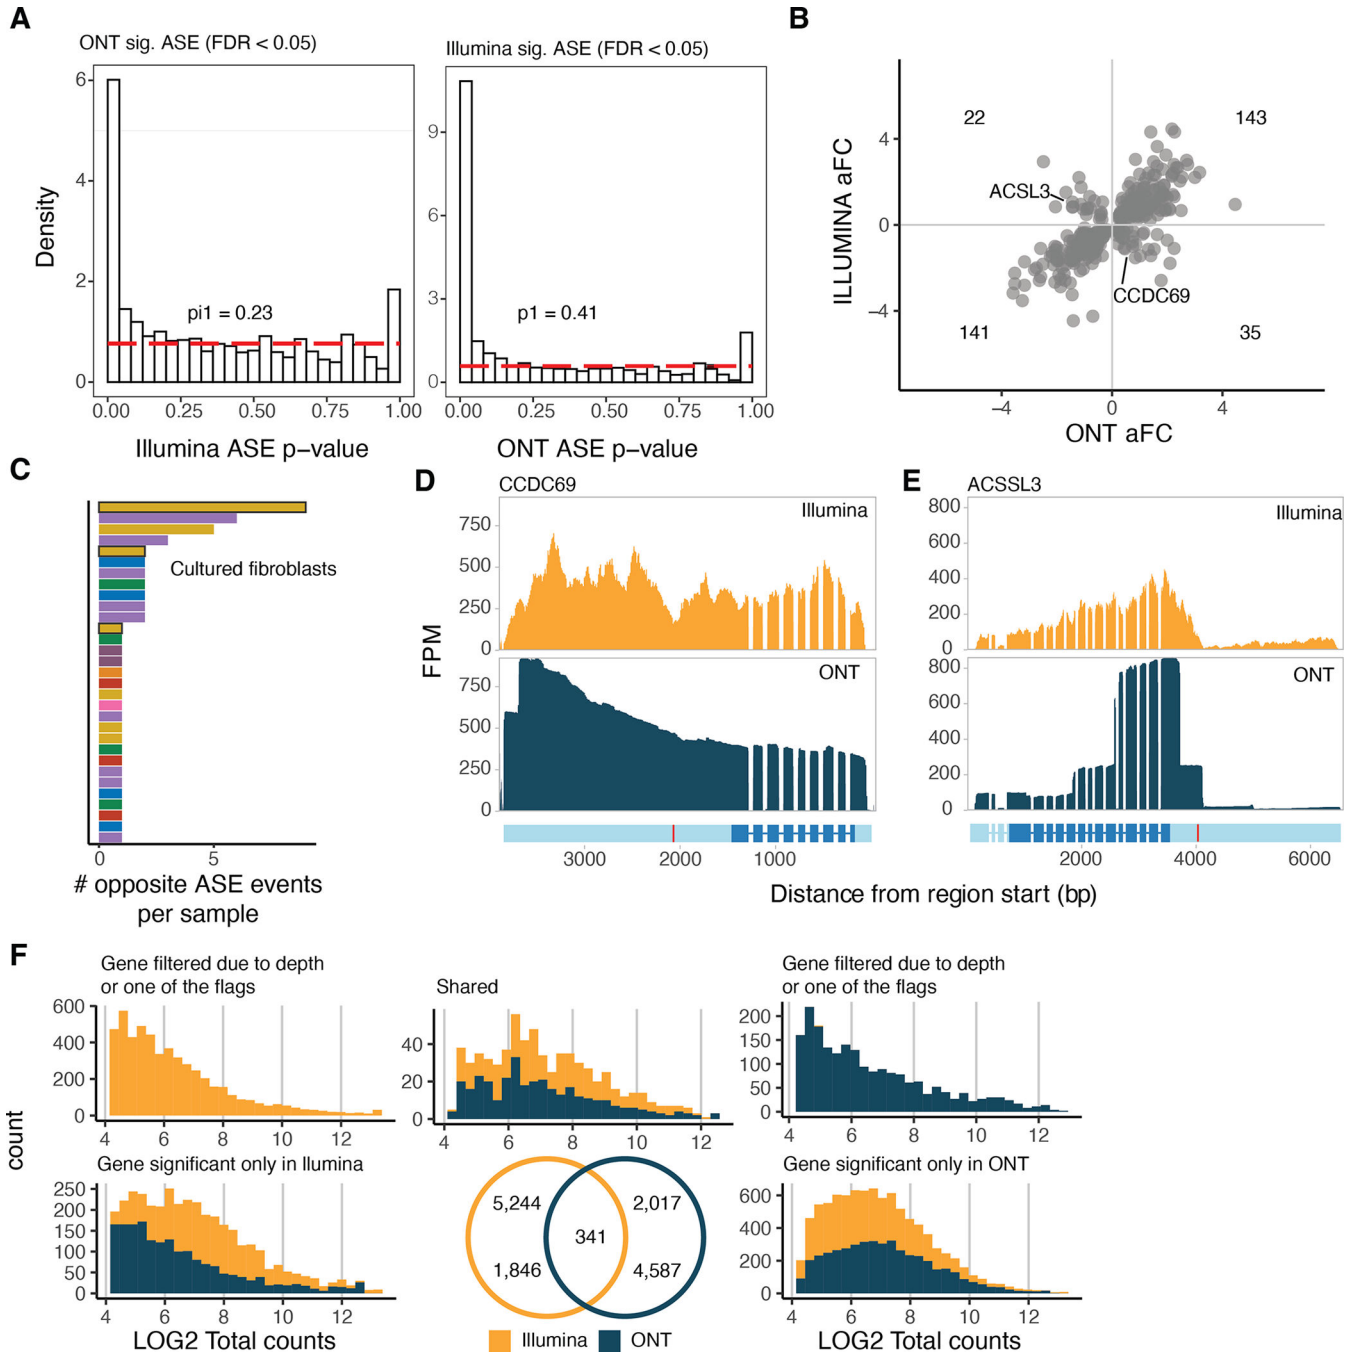 A
ONT sig. ASE (FDR < 0.05)
Illumina sig. ASE (FDR < 0.05)
Density
6
4
2
0
pi1 = 0.23
0.00 0.25 0.50 0.75 1.00
Illumina ASE p−value
9
6
3
0
p1 = 0.41
0.00 0.25 0.50 0.75 1.00
ONT ASE p−value
B
ILLUMINA aFC
4
0
−4
22
143
ACSL3
CCDC69
141
35
−4 0 4
ONT aFC
C
Cultured fibroblasts
0 5
# opposite ASE events
per sample
D
CCDC69
Illumina
FPM
750
500
250
0
ONT
750
500
250
0
3000 2000 1000
E
ACSSL3
Illumina
800
600
400
200
0
ONT
800
600
400
200
0
2000 4000 6000
Distance from region start (bp)
F
count
Gene filtered due to depth
or one of the flags
600
400
200
0
4 6 8 10 12
Shared
40
20
0
4 6 8 10 12
Gene filtered due to depth
or one of the flags
200
150
100
50
0
4 6 8 10 12
Gene significant only in Ilumina
250
200
150
100
50
0
4 6 8 10 12
LOG2 Total counts
5,244
2,017
341
1,846
4,587
Illumina
ONT
Gene significant only in ONT
600
400
200
0
4 6 8 10 12
LOG2 Total counts